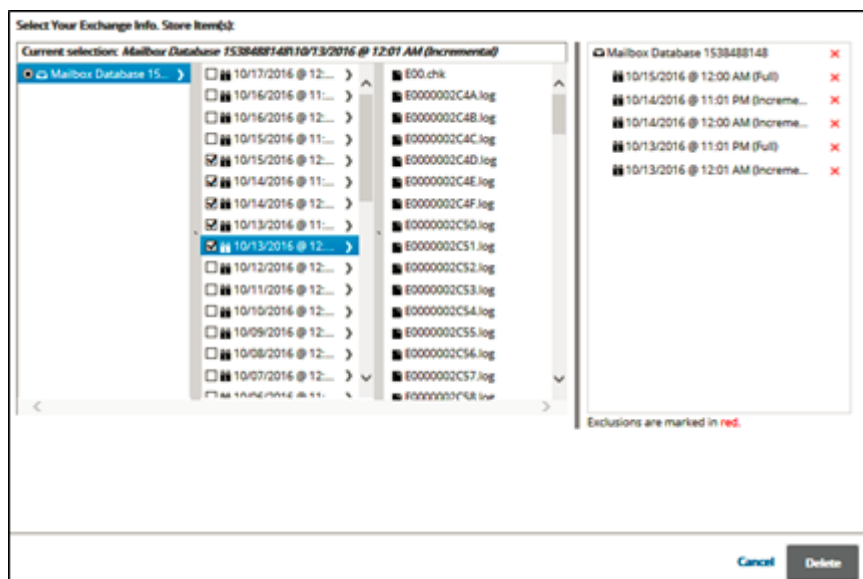 Select Your Exchange Info. Store Item(s):
Current selection: Mailbox Database 1538488148\10/13/2016 @ 12:01 AM (Incremental)
Mailbox Database 15...
10/17/2016 @ 12:...
10/16/2016 @ 11:...
10/16/2016 @ 12:...
10/15/2016 @ 11:...
10/15/2016 @ 12:...
10/14/2016 @ 11:...
10/14/2016 @ 12:...
10/13/2016 @ 11:...
10/13/2016 @ 12:...
10/12/2016 @ 12:...
10/11/2016 @ 12:...
10/10/2016 @ 12:...
10/09/2016 @ 12:...
10/08/2016 @ 12:...
10/07/2016 @ 12:...
10/06/2016 @ 11:...
E00.chk
E0000002C4A.log
E0000002C4B.log
E0000002C4C.log
E0000002C4D.log
E0000002C4E.log
E0000002C4F.log
E0000002C50.log
E0000002C51.log
E0000002C52.log
E0000002C53.log
E0000002C54.log
E0000002C55.log
E0000002C56.log
E0000002C57.log
E0000002C58.log
Mailbox Database 1538488148
10/15/2016 @ 12:00 AM (Full)
10/14/2016 @ 11:01 PM (Increme...
10/14/2016 @ 12:00 AM (Increme...
10/13/2016 @ 11:01 PM (Full)
10/13/2016 @ 12:01 AM (Increme...
Exclusions are marked in red.
Cancel
Delete